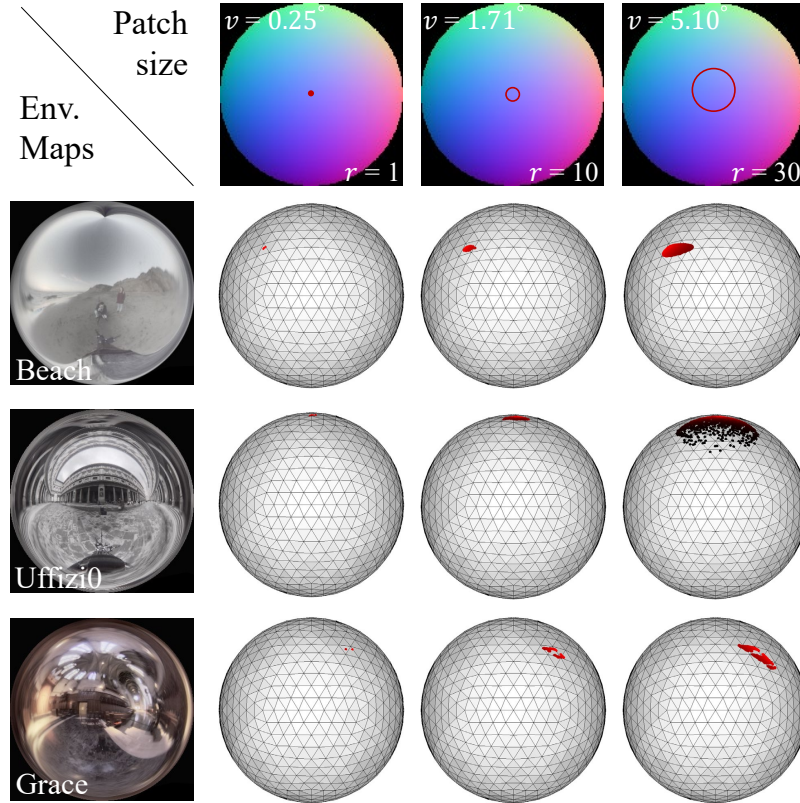 Patch
size
Env.
Maps
v = 0.25°
r = 1
v = 1.71°
r = 10
v = 5.10°
r = 30
Beach
Uffizi0
Grace